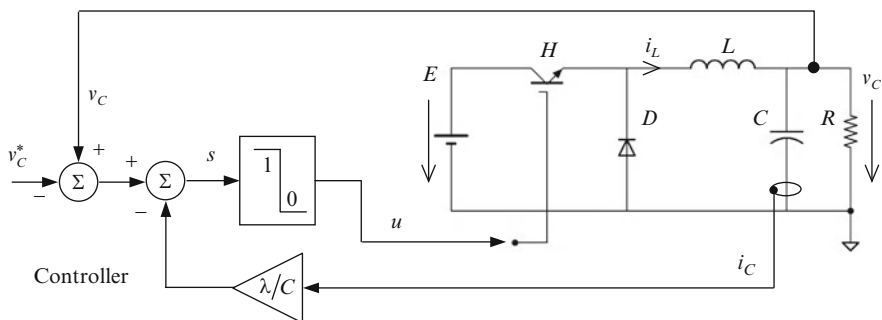 H
i_L
L
E
v_C
v_C
D
C
R
v_C^*
+
+
s
Σ
Σ
1
0
−
−
u
Controller
λ/C
i_C